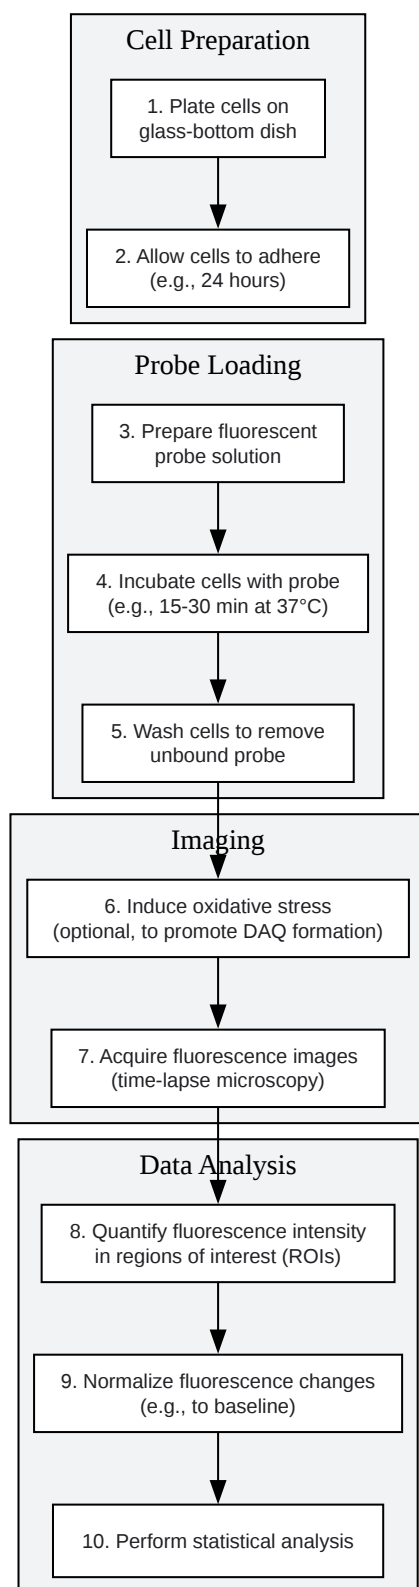 Cell Preparation
1. Plate cells on
glass-bottom dish
2. Allow cells to adhere
(e.g., 24 hours)
Probe Loading
3. Prepare fluorescent
probe solution
4. Incubate cells with probe
(e.g., 15-30 min at 37°C)
5. Wash cells to remove
unbound probe
Imaging
6. Induce oxidative stress
(optional, to promote DAQ formation)
7. Acquire fluorescence images
(time-lapse microscopy)
Data Analysis
8. Quantify fluorescence intensity
in regions of interest (ROIs)
9. Normalize fluorescence changes
(e.g., to baseline)
10. Perform statistical analysis